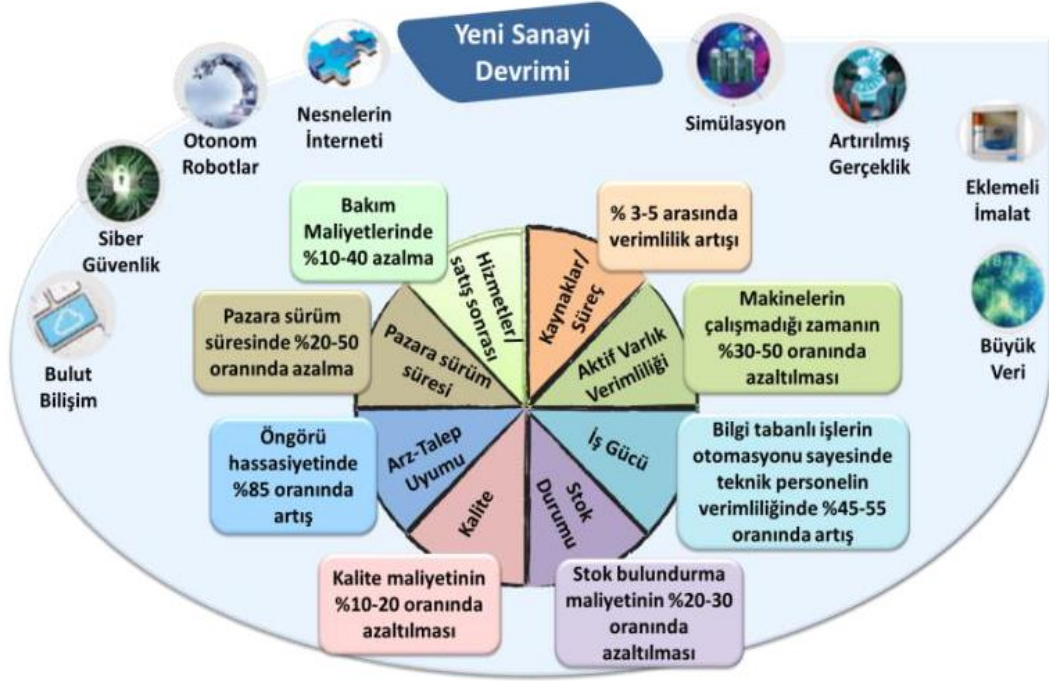 Yeni Sanayi
Devrimi
Nesnelerin
İnterneti
Otonom
Robotlar
Siber
Güvenlik
Bulut
Bilişim
Simülasyon
Artırılmış
Gerçeklik
Eklemeli
İmalat
Büyük
Veri
Bakım
Maliyetlerinde
%10-40 azalma
% 3-5 arasında
verimlilik artışı
Pazara sürüm
süresinde %20-50
oranında azalma
Makinelerin
çalışmadığı zamanın
%30-50 oranında
azaltılması
Öngörü
hassasiyetinde
%85 oranında
artış
Bilgi tabanlı işlerin
otomasyonu sayesinde
teknik personelin
verimliliğinde %45-55
oranında artış
Kalite maliyetinin
%10-20 oranında
azaltılması
Stok bulundurma
maliyetinin %20-30
oranında
azaltılması
Hizmetler/
satış sonrası
Kaynaklar/
Süreç
Pazara sürüm
süresi
Aktif Varlık
Verimliliği
Arz-Talep
Uyumu
İş Gücü
Kalite
Stok
Durumu